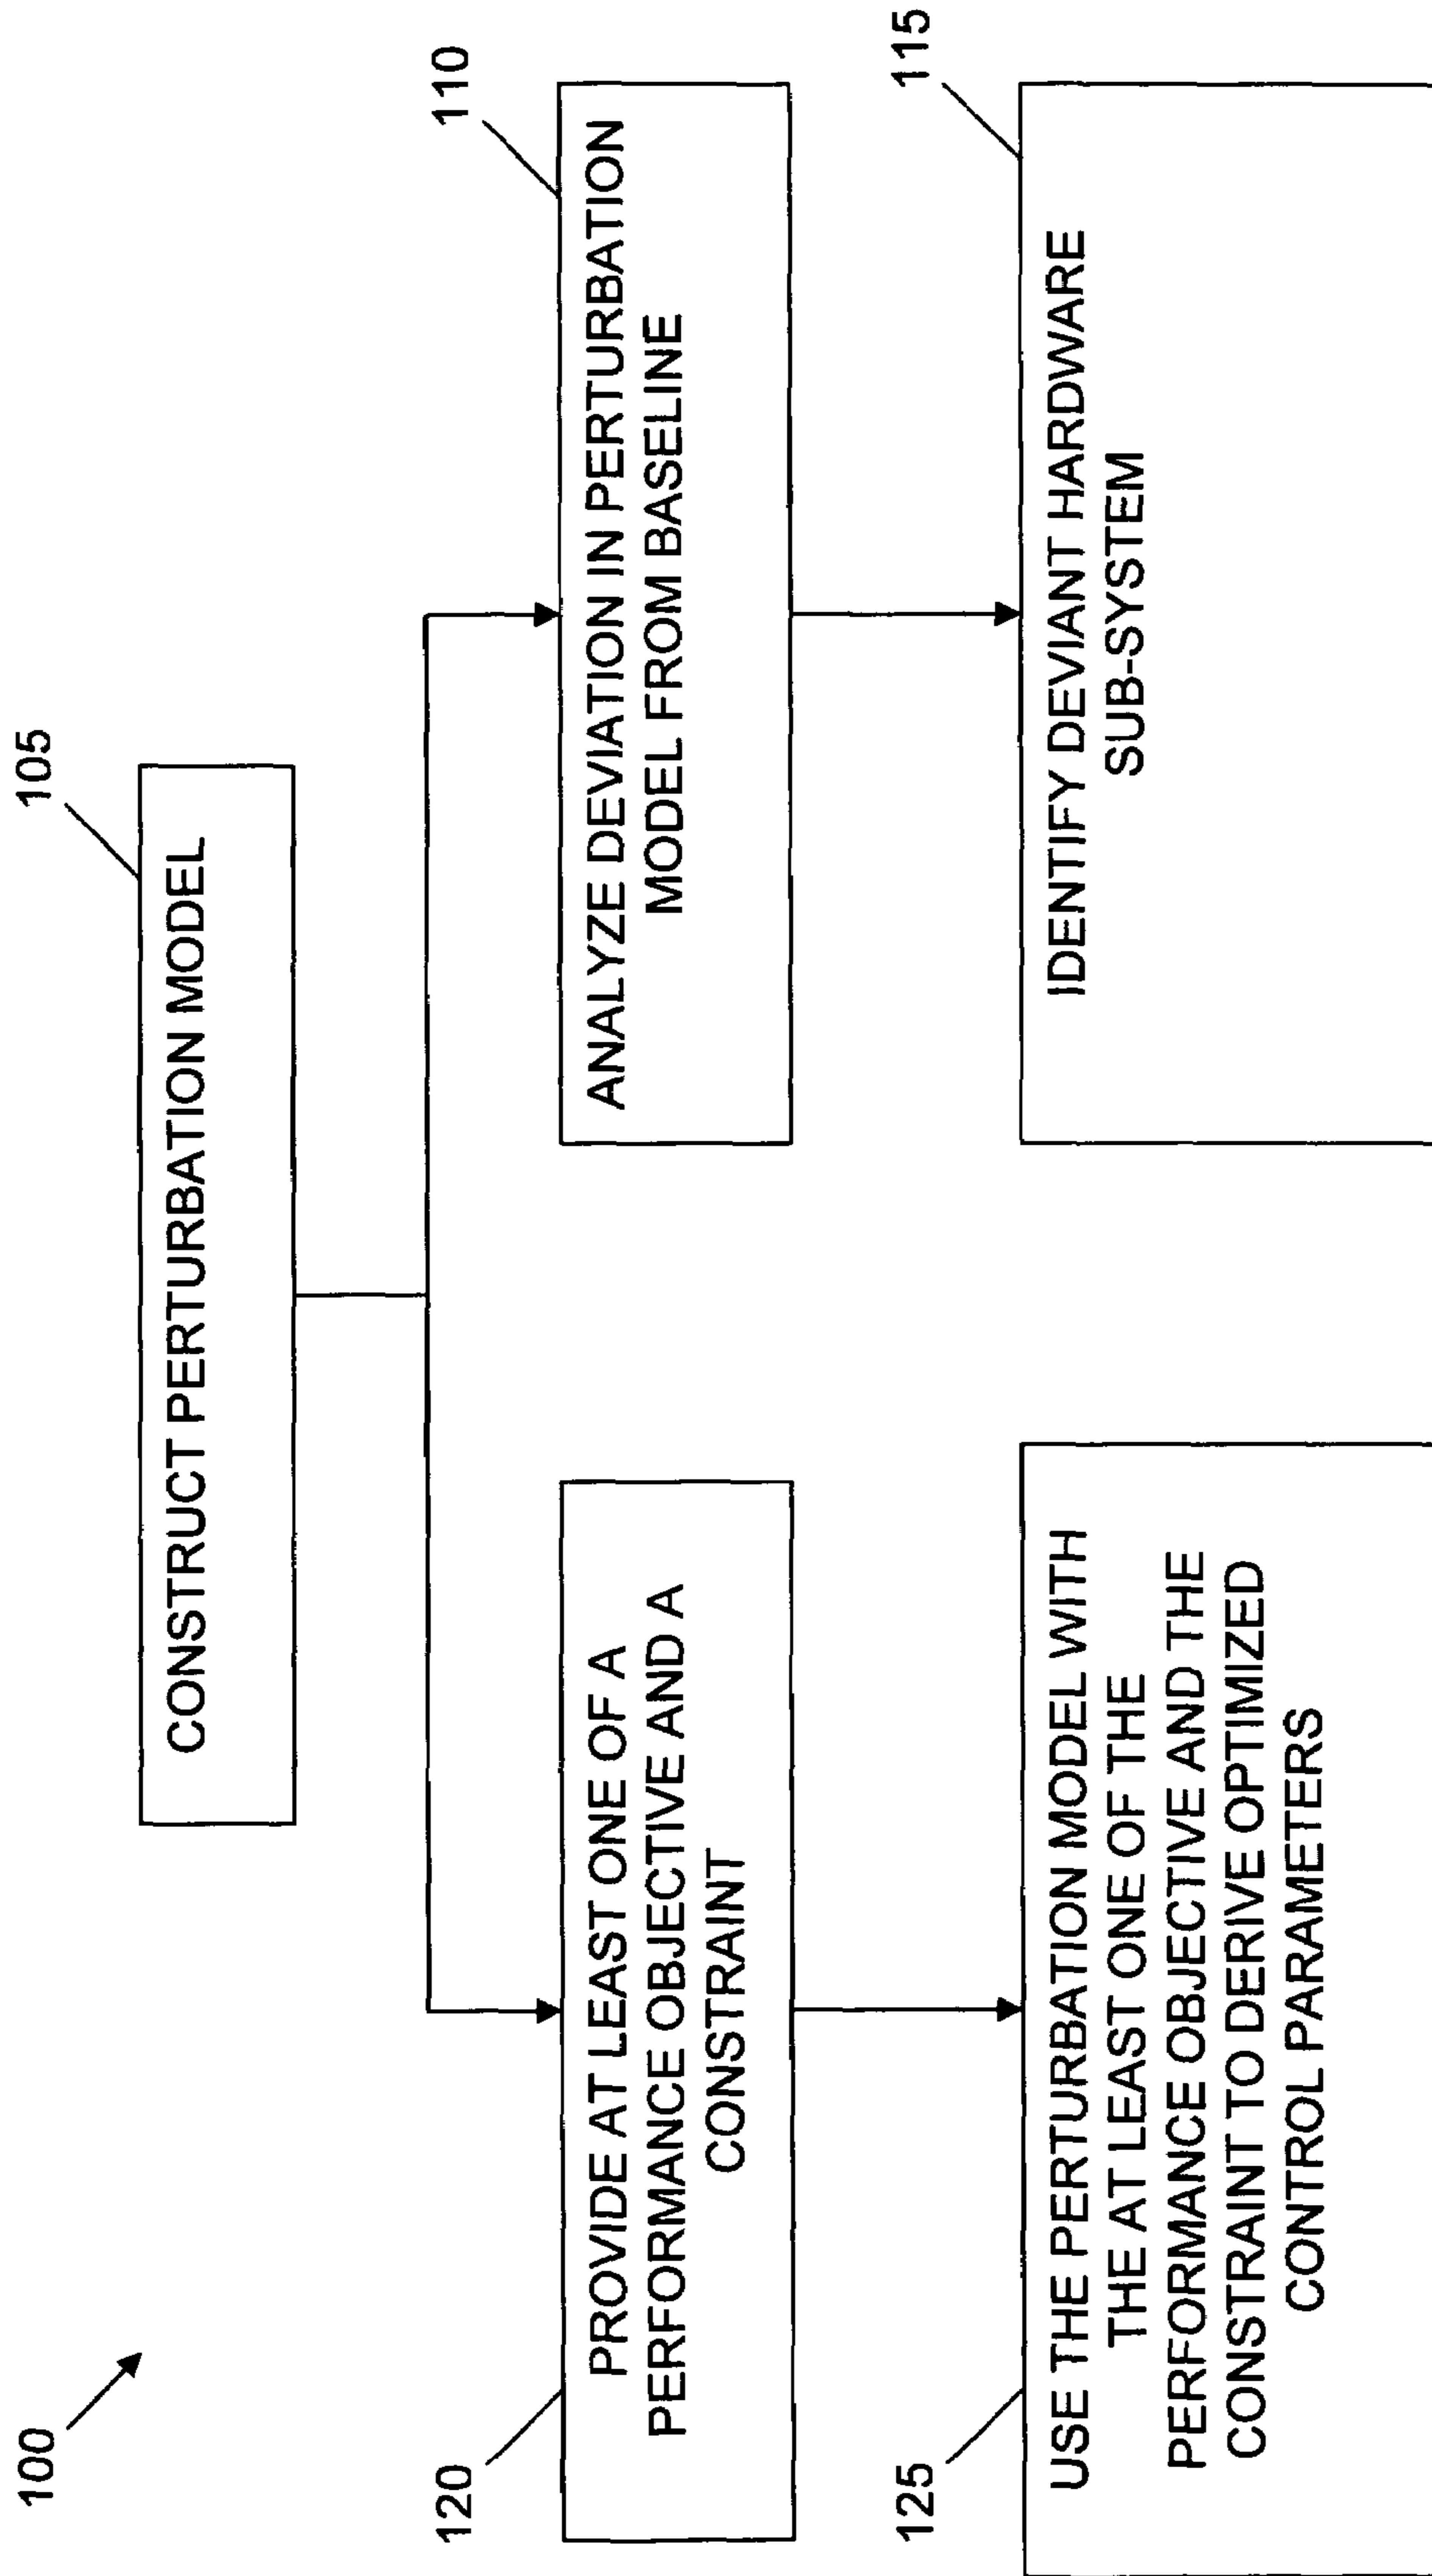 100
105
CONSTRUCT PERTURBATION MODEL
120
PROVIDE AT LEAST ONE OF A
PERFORMANCE OBJECTIVE AND A
CONSTRAINT
110
ANALYZE DEVIATION IN PERTURBATION
MODEL FROM BASELINE
125
USE THE PERTURBATION MODEL WITH
THE AT LEAST ONE OF THE
PERFORMANCE OBJECTIVE AND THE
CONSTRAINT TO DERIVE OPTIMIZED
CONTROL PARAMETERS
115
IDENTIFY DEVIANT HARDWARE
SUB-SYSTEM